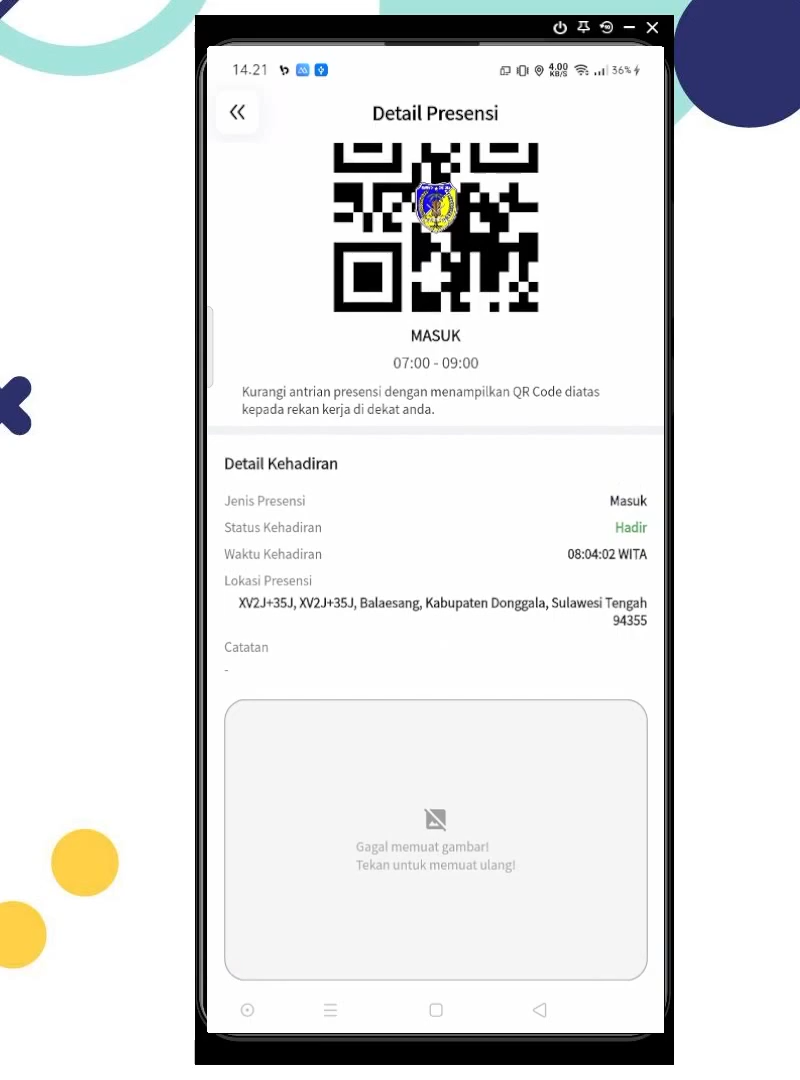 14.21
4.00
KB/S
36%
Detail Presensi
MASUK
07:00 - 09:00
Kurangi antrian presensi dengan menampilkan QR Code diatas
kepada rekan kerja di dekat anda.
Detail Kehadiran
Jenis Presensi
Masuk
Status Kehadiran
Hadir
Waktu Kehadiran
08:04:02 WITA
Lokasi Presensi
XV2J+35J, XV2J+35J, Balaesang, Kabupaten Donggala, Sulawesi Tengah
94355
Catatan
-
Gagal memuat gambar!
Tekan untuk memuat ulang!